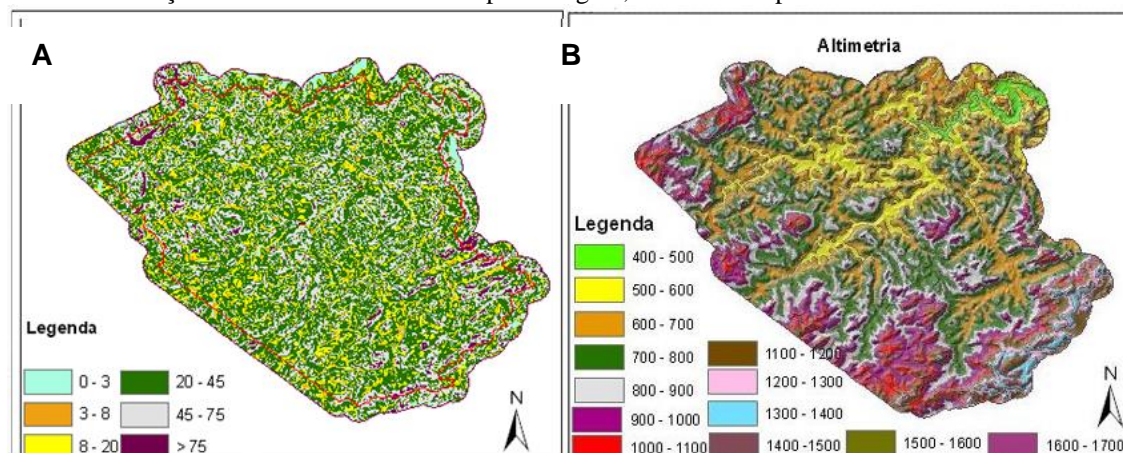 A
Legenda
0 - 3
3 - 8
8 - 20
20 - 45
45 - 75
> 75
N
B
Altimetria
Legenda
400 - 500
500 - 600
600 - 700
700 - 800
800 - 900
900 - 1000
1000 - 1100
1100 - 1200
1200 - 1300
1300 - 1400
1400 -1500
1500 - 1600
1600 - 1700
N